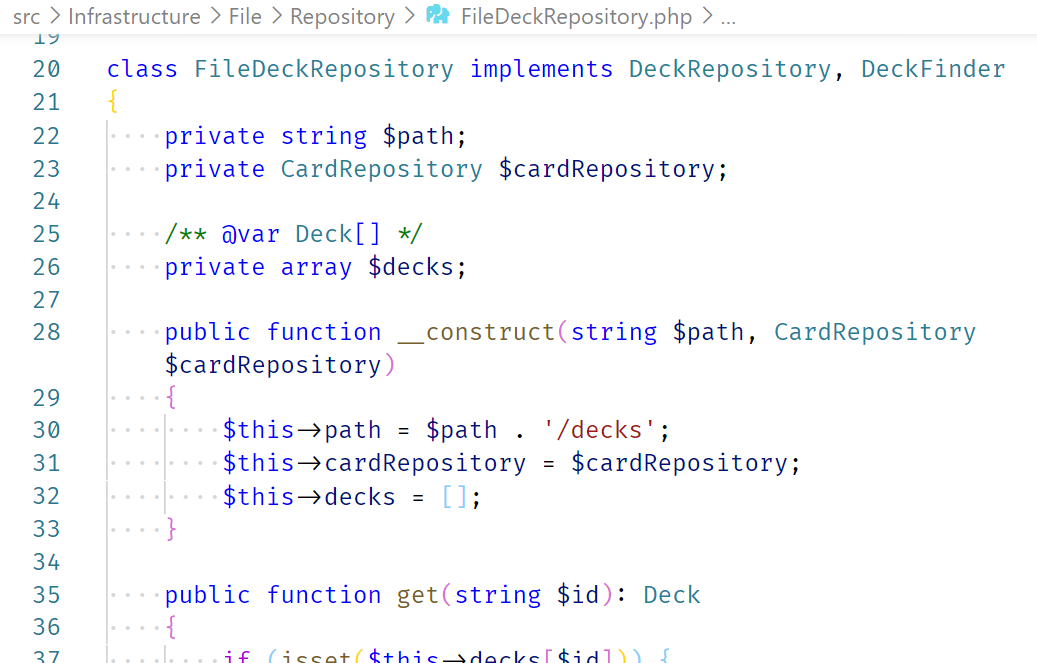 src > Infrastructure > File > Repository > FileDeckRepository.php > ...
19
20 class FileDeckRepository implements DeckRepository, DeckFinder
21 {
22     private string $path;
23     private CardRepository $cardRepository;
24
25     /** @var Deck[] */
26     private array $decks;
27
28     public function __construct(string $path, CardRepository
    $cardRepository)
29     {
30         $this->path = $path . '/decks';
31         $this->cardRepository = $cardRepository;
32         $this->decks = [];
33     }
34
35     public function get(string $id): Deck
36     {
37         if (isset($this->decks[$id])) {